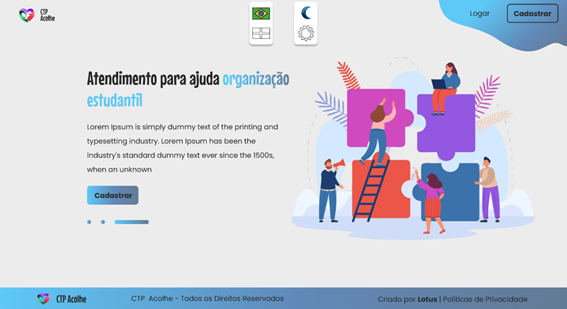 CTP
Acolhe
Logar
Cadastrar
Atendimento para ajuda organização
estudantil
Lorem Ipsum is simply dummy text of the printing and
typesetting industry. Lorem Ipsum has been the
industry's standard dummy text ever since the 1500s,
when an unknown
Cadastrar
CTP Acolhe
CTP Acolhe - Todos os Direitos Reservados
Criado por Lotus | Políticas de Ptivacidade